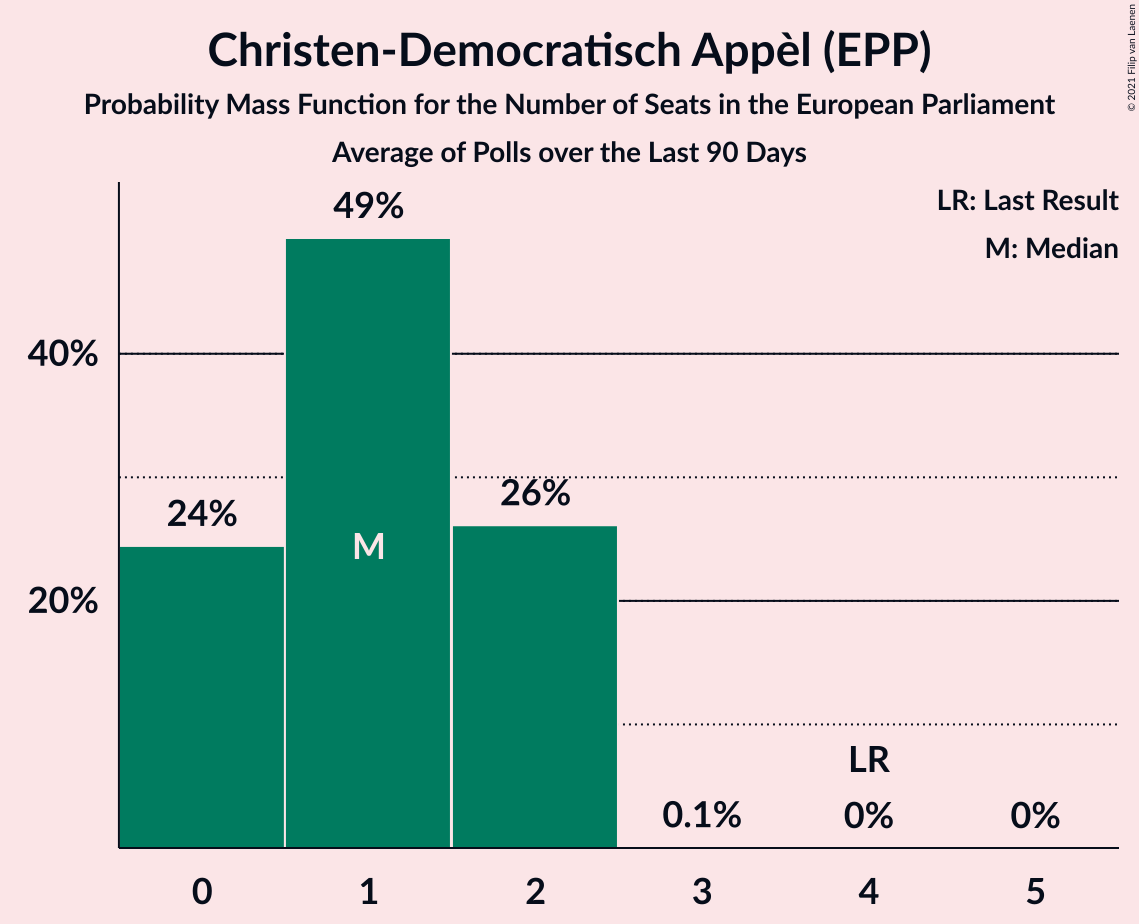 Christen-Democratisch Appèl (EPP)
Probability Mass Function for the Number of Seats in the European Parliament
Average of Polls over the Last 90 Days
© 2021 Filip van Laenen
LR: Last Result
M: Median
49%
40%
26%
24%
M
20%
LR
0.1%
0%
0%
0 1 2 3 4 5